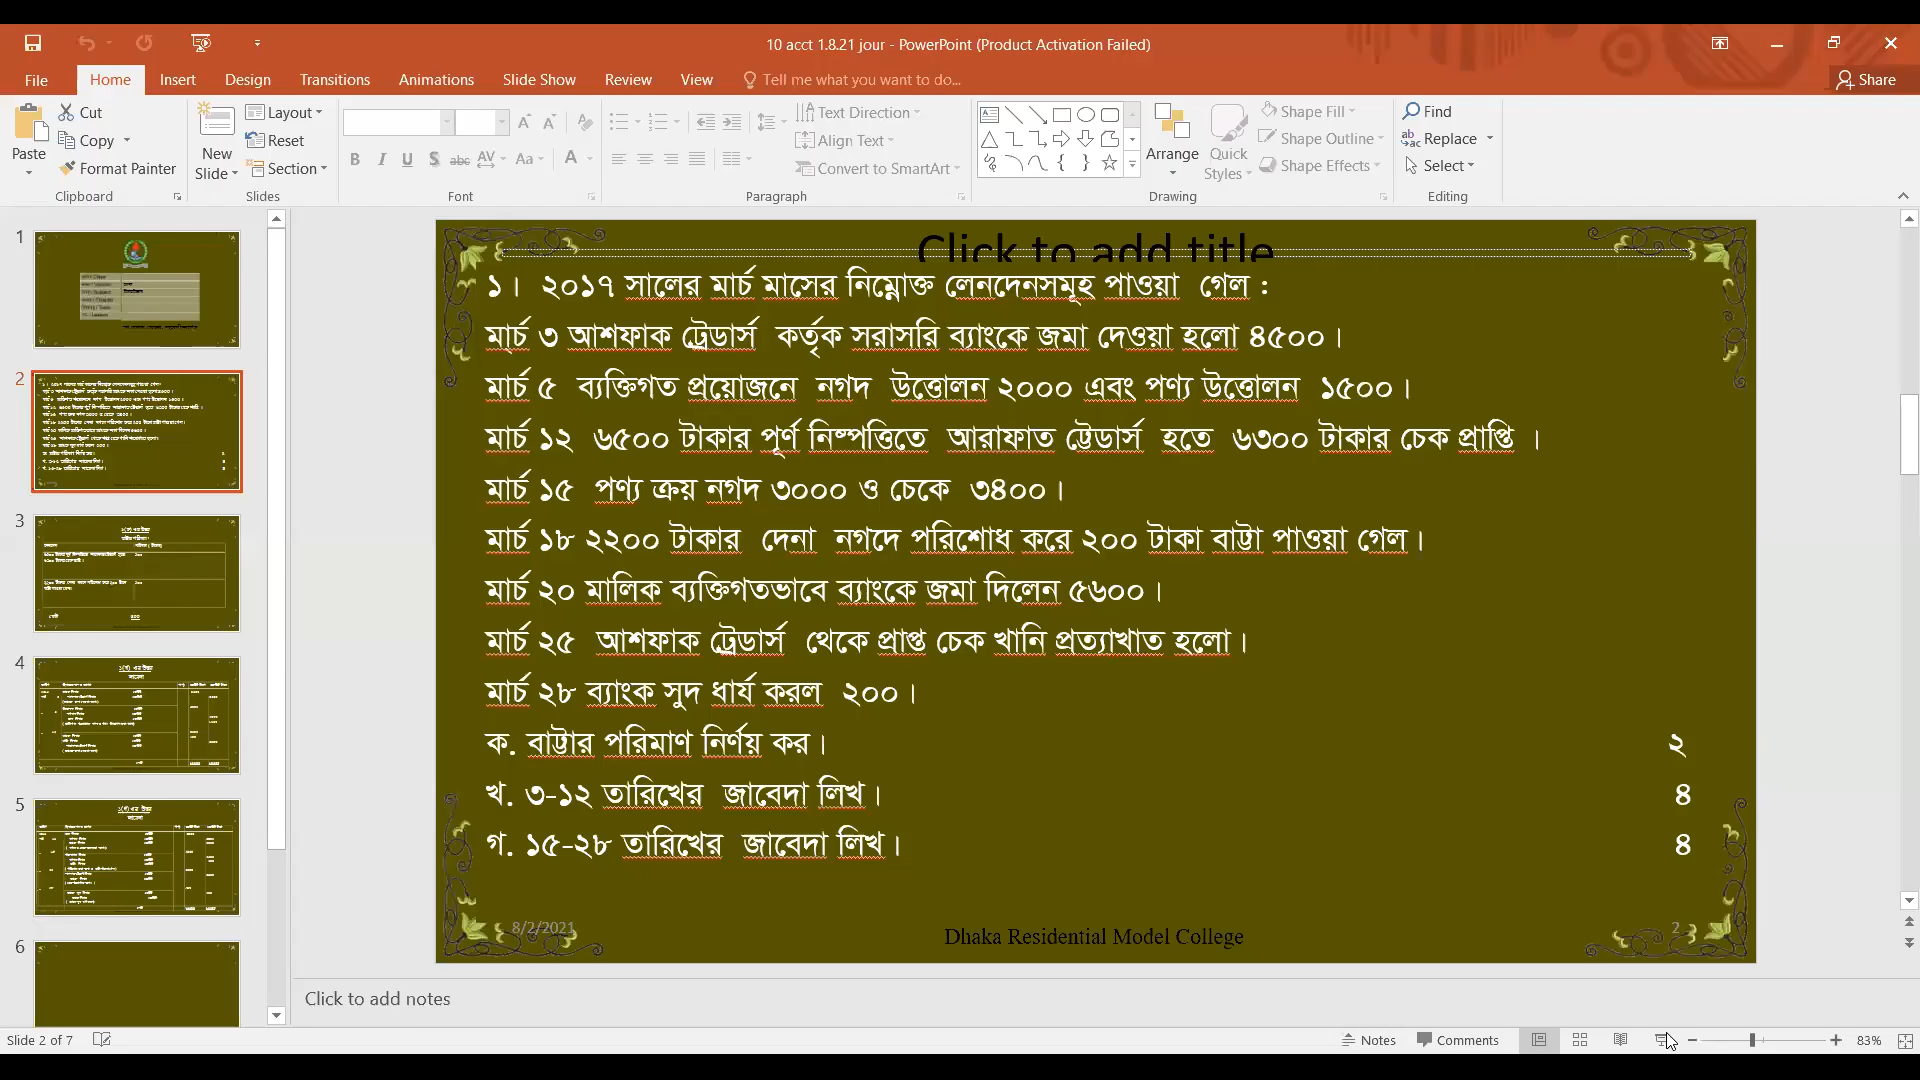 10 acct 1.8.21 jour - PowerPoint (Product Activation Failed)
File Home Insert Design Transitions Animations Slide Show Review View Tell me what you want to do... Share
Paste Cut Copy Format Painter Clipboard
New Slide Layout Reset Section Slides
Font
Text Direction Align Text Convert to SmartArt Paragraph
Arrange Quick Styles Shape Fill Shape Outline Shape Effects Drawing
Find Replace Select Editing
1
2
3
4
5
6
Click to add title
১। ২০১৭ সালের মার্চ মাসের নিম্নোক্ত লেনদেনসমূহ পাওয়া গেল :
মার্চ ৩ আশফাক ট্রেডার্স কর্তৃক সরাসরি ব্যাংকে জমা দেওয়া হলো ৪৫০০।
মার্চ ৫ ব্যক্তিগত প্রয়োজনে নগদ উত্তোলন ২০০০ এবং পণ্য উত্তোলন ১৫০০।
মার্চ ১২ ৬৫০০ টাকার পূর্ণ নিষ্পত্তিতে আরাফাত ট্টেডার্স হতে ৬৩০০ টাকার চেক প্রাপ্তি ।
মার্চ ১৫ পণ্য ক্রয় নগদ ৩০০০ ও চেকে ৩৪০০।
মার্চ ১৮ ২২০০ টাকার দেনা নগদে পরিশোধ করে ২০০ টাকা বাট্টা পাওয়া গেল।
মার্চ ২০ মালিক ব্যক্তিগতভাবে ব্যাংকে জমা দিলেন ৫৬০০।
মার্চ ২৫ আশফাক ট্রেডার্স থেকে প্রাপ্ত চেক খানি প্রত্যাখাত হলো।
মার্চ ২৮ ব্যাংক সুদ ধার্য করল ২০০।
ক. বাট্টার পরিমাণ নির্ণয় কর। ২
খ. ৩-১২ তারিখের জাবেদা লিখ। ৪
গ. ১৫-২৮ তারিখের জাবেদা লিখ। ৪
8/2/2021 Dhaka Residential Model College 2
Click to add notes
Slide 2 of 7 Notes Comments 83%